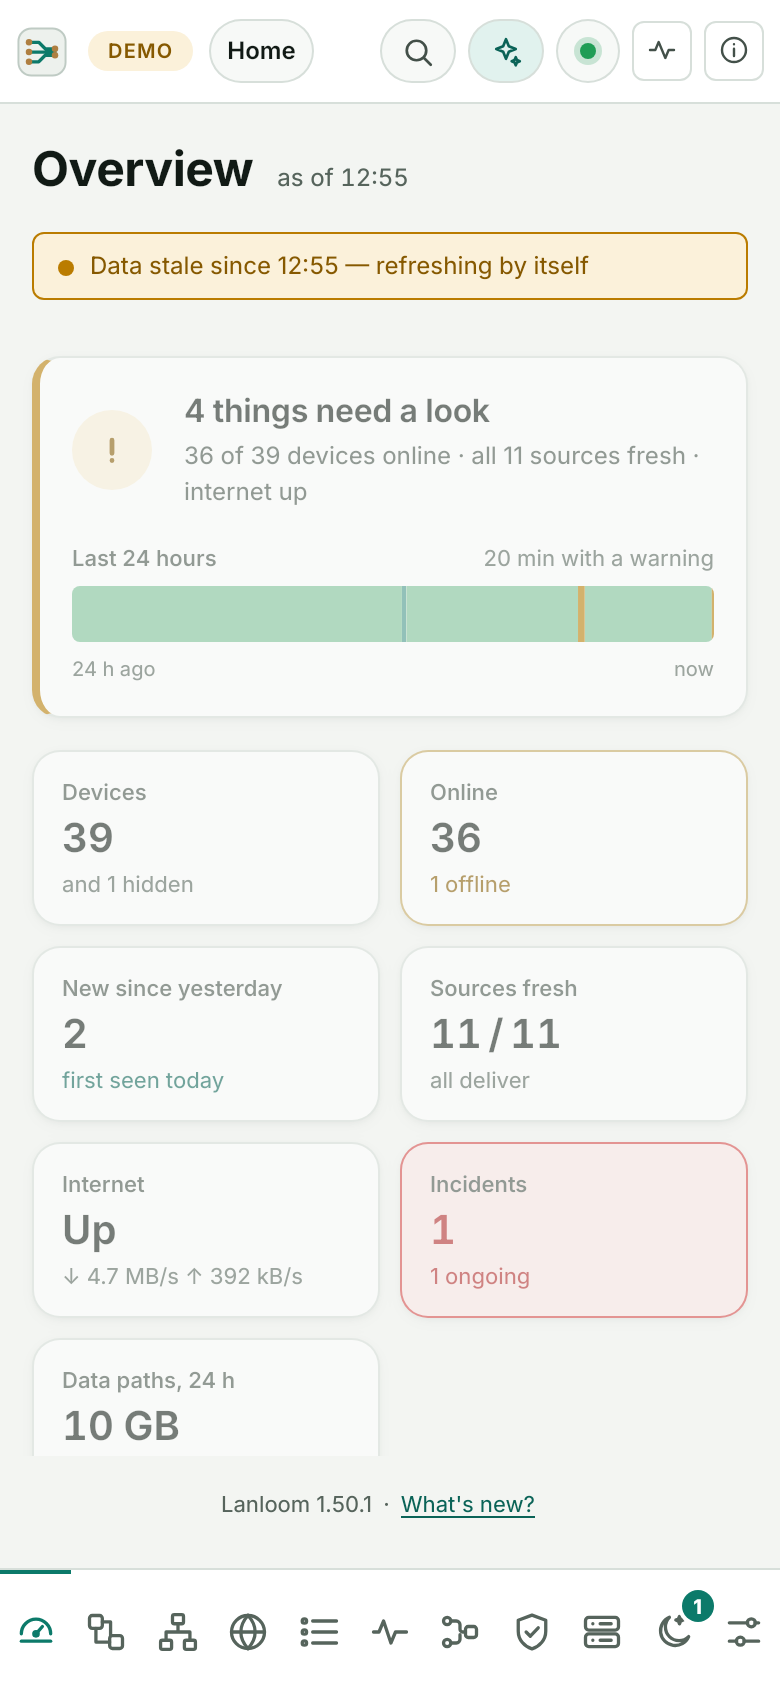 DEMO
Home
Overview as of 12:55
Data stale since 12:55 — refreshing by itself
4 things need a look
36 of 39 devices online · all 11 sources fresh ·
internet up
Last 24 hours
20 min with a warning
24 h ago
now
Devices
39
and 1 hidden
Online
36
1 offline
New since yesterday
2
first seen today
Sources fresh
11 / 11
all deliver
Internet
Up
↓ 4.7 MB/s ↑ 392 kB/s
Incidents
1
1 ongoing
Data paths, 24 h
10 GB
Lanloom 1.50.1 · What's new?
1